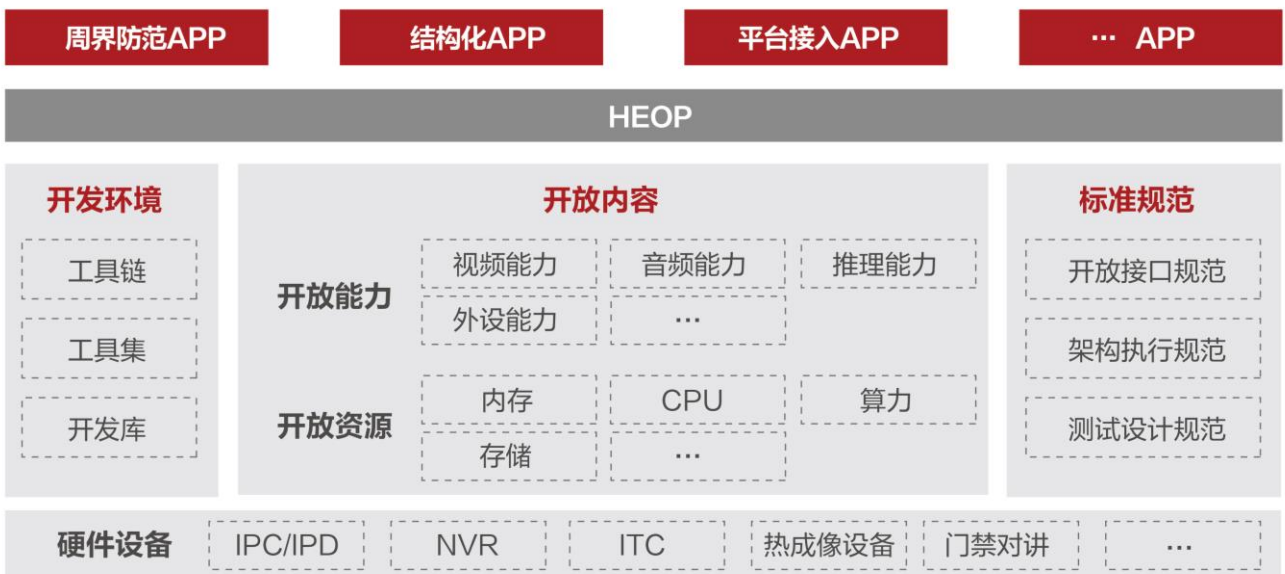 周界防范APP
结构化APP
平台接入APP
··· APP
HEOP
开发环境
工具链
工具集
开发库
开放内容
开放能力
视频能力
音频能力
推理能力
外设能力
···
开放资源
内存
CPU
算力
存储
···
标准规范
开放接口规范
架构执行规范
测试设计规范
硬件设备
IPC/IPD
NVR
ITC
热成像设备
门禁对讲
···